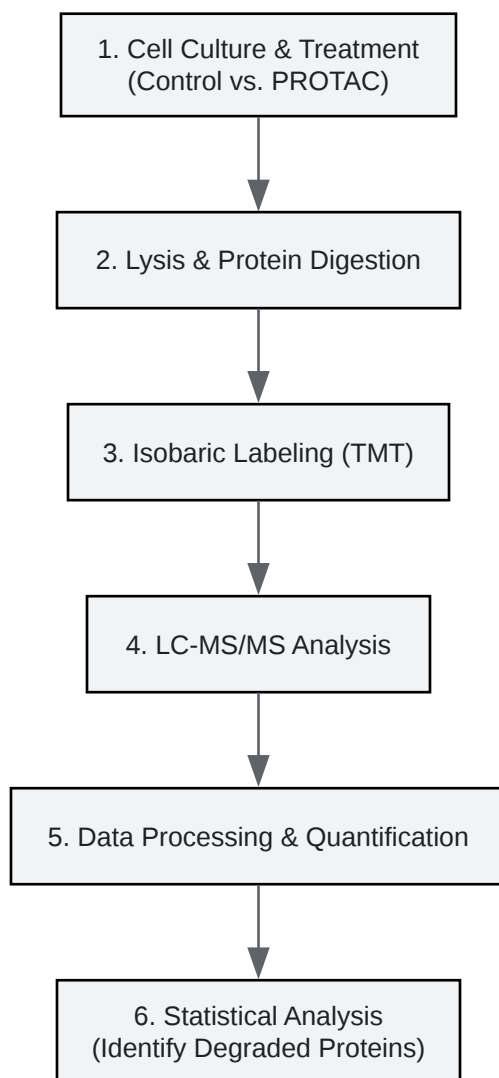 1. Cell Culture & Treatment
(Control vs. PROTAC)
2. Lysis & Protein Digestion
3. Isobaric Labeling (TMT)
4. LC-MS/MS Analysis
5. Data Processing & Quantification
6. Statistical Analysis
(Identify Degraded Proteins)